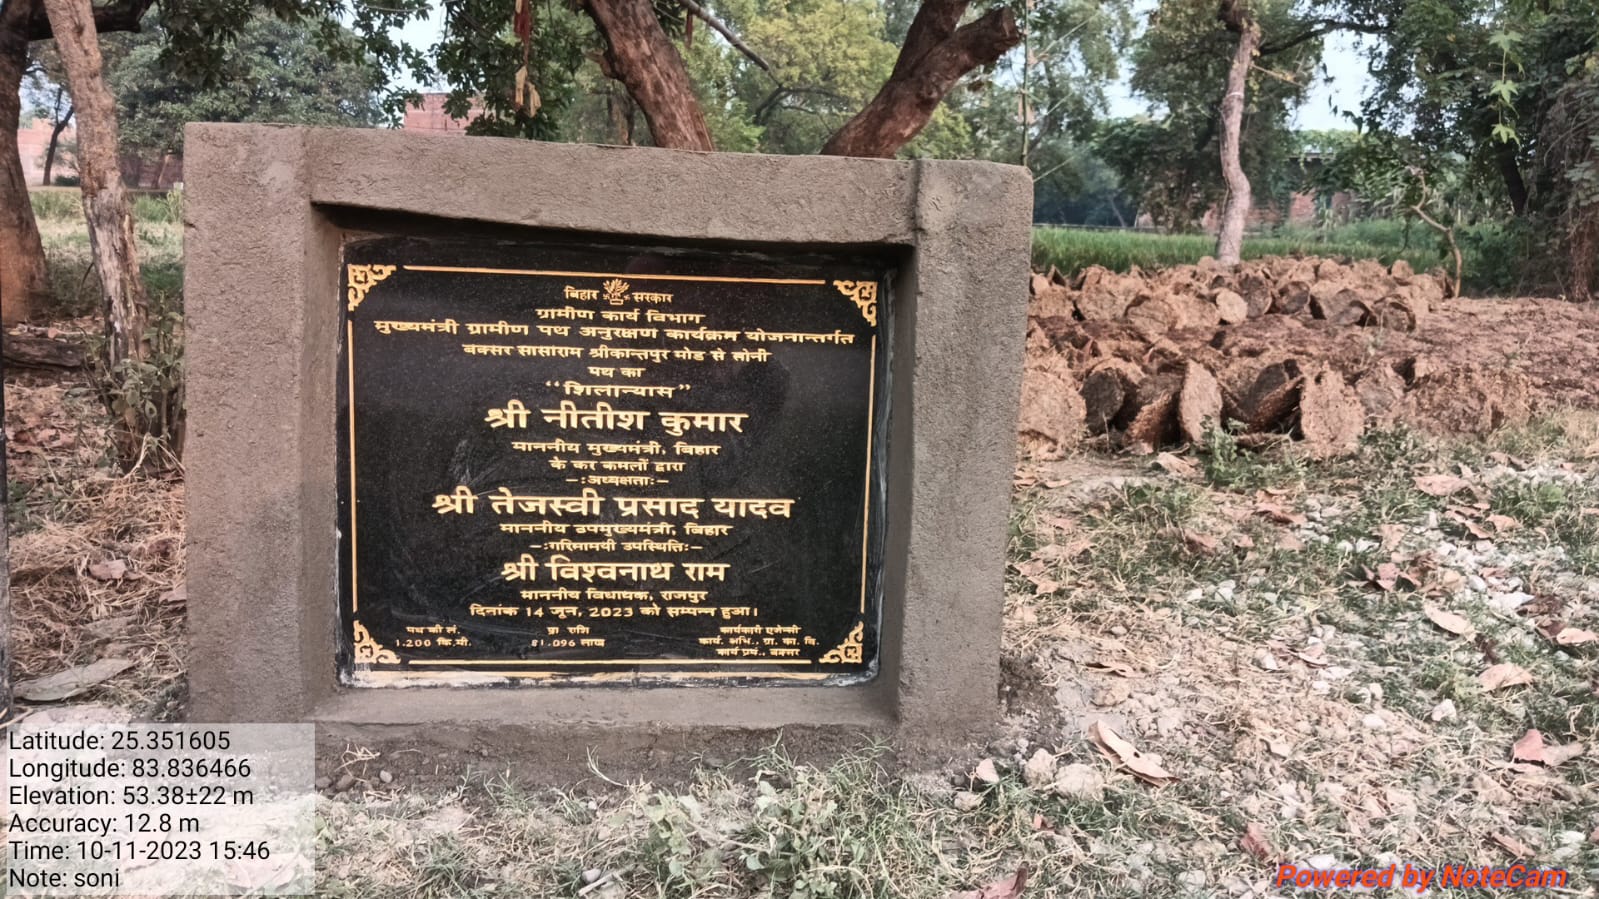 बिहार सरकार
ग्रामीण कार्य विभाग
मुख्यमंत्री ग्रामीण पथ अनुरक्षण कार्यक्रम योजनान्तर्गत
बक्सर सासाराम श्रीकान्तपुर मोड से सोनी
पथ का
“शिलान्यास”
श्री नीतीश कुमार
माननीय मुख्यमंत्री, बिहार
के कर कमलों द्वारा
-:अध्यक्षता:-
श्री तेजस्वी प्रसाद यादव
माननीय उपमुख्यमंत्री, बिहार
-:गरिमामयी उपस्थिति:-
श्री विश्वनाथ राम
माननीय विधायक, राजपुर
दिनांक 14 जून, 2023 को सम्पन्न हुआ।
पथ की लं. प्रा० राशि कार्यकारी एजेन्सी
1.200 कि.मी. 81.096 लाख कार्य. अभि., ग्रा. का. वि.
कार्य प्रमं., बक्सर
Latitude: 25.351605
Longitude: 83.836466
Elevation: 53.38±22 m
Accuracy: 12.8 m
Time: 10-11-2023 15:46
Note: soni
Powered by NoteCam